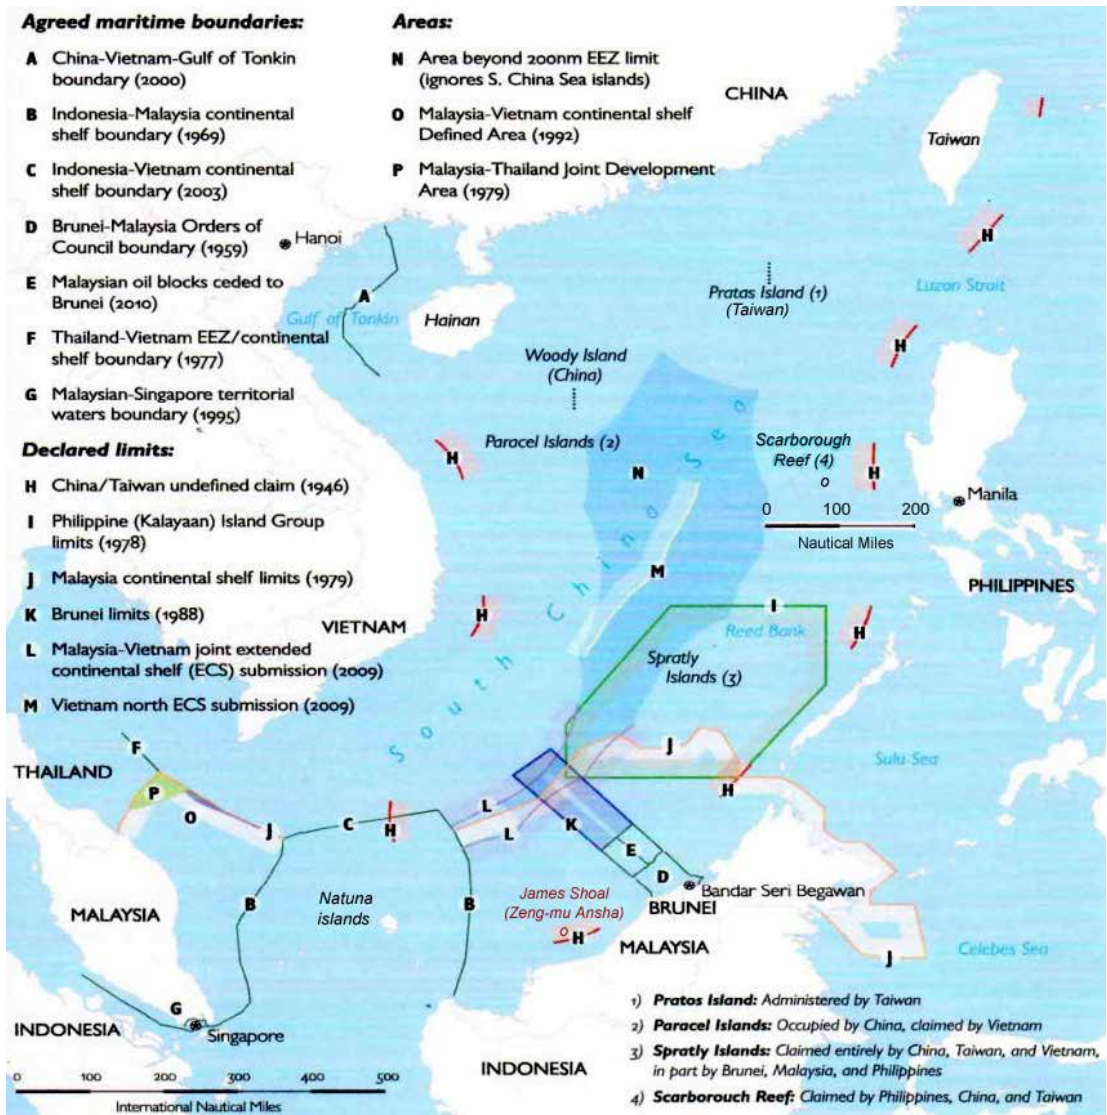 Agreed maritime boundaries:
A China-Vietnam-Gulf of Tonkin
boundary (2000)
B Indonesia-Malaysia continental
shelf boundary (1969)
C Indonesia-Vietnam continental
shelf boundary (2003)
D Brunei-Malaysia Orders of
Council boundary (1959)
E Malaysian oil blocks ceded to
Brunei (2010)
F Thailand-Vietnam EEZ/continental
shelf boundary (1977)
G Malaysian-Singapore territorial
waters boundary (1995)
Declared limits:
H China/Taiwan undefined claim (1946)
I Philippine (Kalayaan) Island Group
limits (1978)
J Malaysia continental shelf limits (1979)
K Brunei limits (1988)
L Malaysia-Vietnam joint extended
continental shelf (ECS) submission (2009)
M Vietnam north ECS submission (2009)
Areas:
N Area beyond 200nm EEZ limit
(ignores S. China Sea islands)
O Malaysia-Vietnam continental shelf
Defined Area (1992)
P Malaysia-Thailand Joint Development
Area (1979)
CHINA
Taiwan
Hanoi
H
Luzon Strait
A
Gulf of Tonkin
Hainan
Pratas Island (1)
(Taiwan)
H
Woody Island
(China)
Paracel Islands (2)
H
N
Scarborough
Reef (4)
H
Manila
0 100 200
Nautical Miles
M
South China Sea
PHILIPPINES
VIETNAM
H
I
Reed Bank
H
Spratly
Islands (3)
F
THAILAND
J
Sulu Sea
P
O
J
C
H
L
L
K
H
E
D
Bandar Seri Begawan
BRUNEI
MALAYSIA
B
Natuna
islands
B
James Shoal
(Zeng-mu Ansha)
H
MALAYSIA
J
Celebes Sea
G
Singapore
INDONESIA
INDONESIA
0 100 200 300 400 500
International Nautical Miles
1) Pratos Island: Administered by Taiwan
2) Paracel Islands: Occupied by China, claimed by Vietnam
3) Spratly Islands: Claimed entirely by China, Taiwan, and Vietnam,
in part by Brunei, Malaysia, and Philippines
4) Scarborouch Reef: Claimed by Philippines, China, and Taiwan